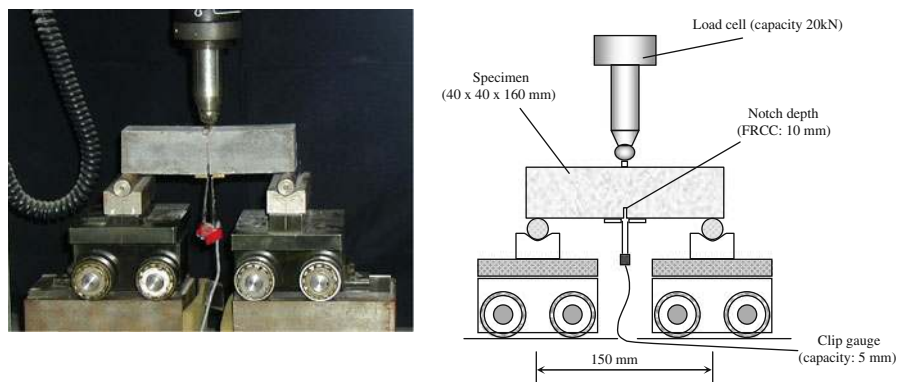 Load cell (capacity 20kN)
Specimen
(40 x 40 x 160 mm)
Notch depth
(FRCC: 10 mm)
Clip gauge
(capacity: 5 mm)
150 mm